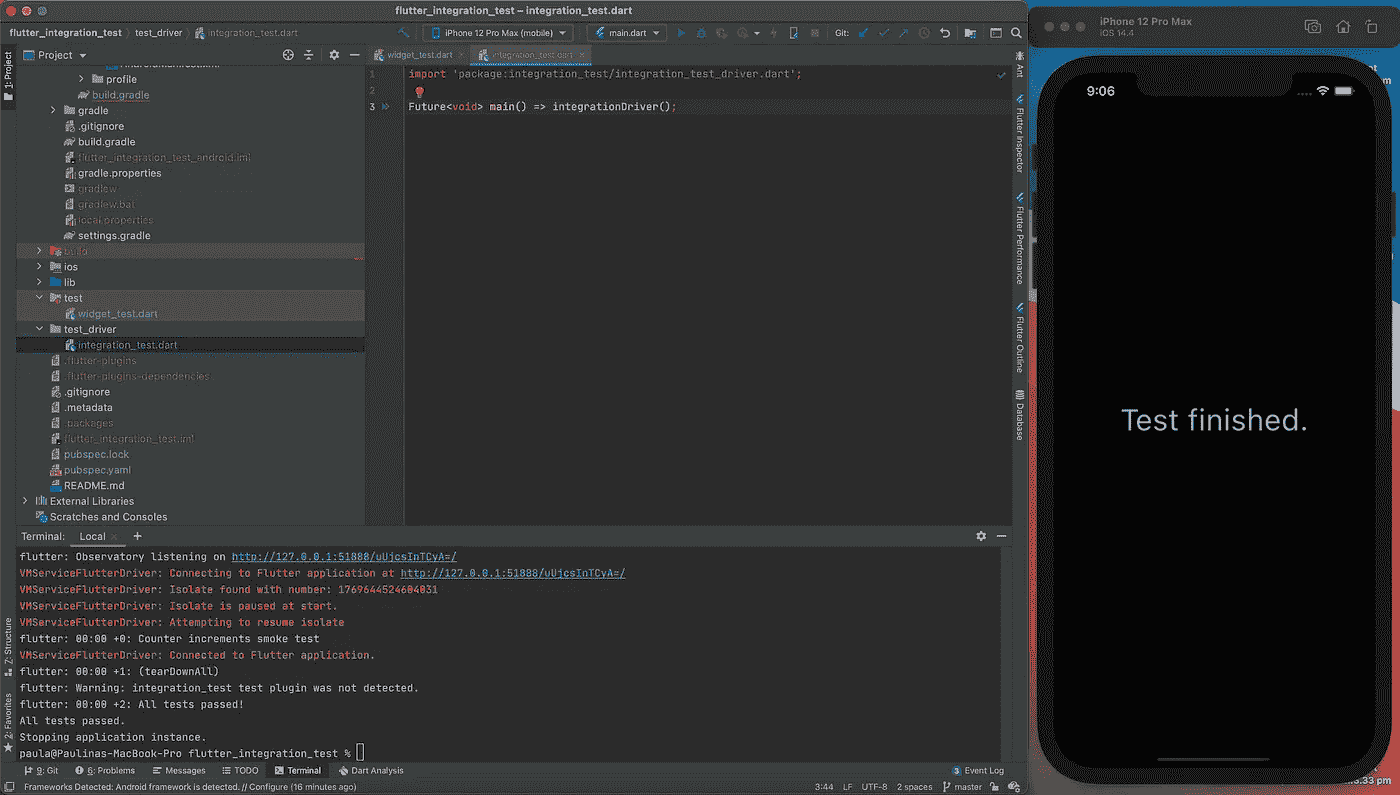 flutter_integration_test – integration_test.dart
flutter_integration_test
test_driver
integration_test.dart
iPhone 12 Pro Max (mobile)
main.dart
Git:
Project
widget_test.dart
integration_test.dart
1: Project
profile
build.gradle
gradle
.gitignore
build.gradle
flutter_integration_test_android.iml
gradle.properties
gradlew
gradlew.bat
local.properties
settings.gradle
build
ios
lib
test
widget_test.dart
test_driver
integration_test.dart
.flutter-plugins
.flutter-plugins-dependencies
.gitignore
.metadata
.packages
flutter_integration_test.iml
pubspec.lock
pubspec.yaml
README.md
External Libraries
Scratches and Consoles
1 import 'package:integration_test/integration_test_driver.dart';
2
3 Future<void> main() => integrationDriver();
Ant
Flutter Inspector
Flutter Performance
Flutter Outline
Database
iPhone 12 Pro Max
iOS 14.4
9:06
Test finished.
Terminal: Local
flutter: Observatory listening on http://127.0.0.1:51888/uUjcsInTCyA=/
VMServiceFlutterDriver: Connecting to Flutter application at http://127.0.0.1:51888/uUjcsInTCyA=/
VMServiceFlutterDriver: Isolate found with number: 1769644524604031
VMServiceFlutterDriver: Isolate is paused at start.
VMServiceFlutterDriver: Attempting to resume isolate
flutter: 00:00 +0: Counter increments smoke test
VMServiceFlutterDriver: Connected to Flutter application.
flutter: 00:00 +1: (tearDownAll)
flutter: Warning: integration_test test plugin was not detected.
flutter: 00:00 +2: All tests passed!
All tests passed.
Stopping application instance.
paula@Paulinas-MacBook-Pro flutter_integration_test %
Z: Structure
2: Favorites
9: Git
6: Problems
Messages
TODO
Terminal
Dart Analysis
3 Event Log
Frameworks Detected: Android framework is detected. // Configure (16 minutes ago)
3:44 LF UTF-8 2 spaces master